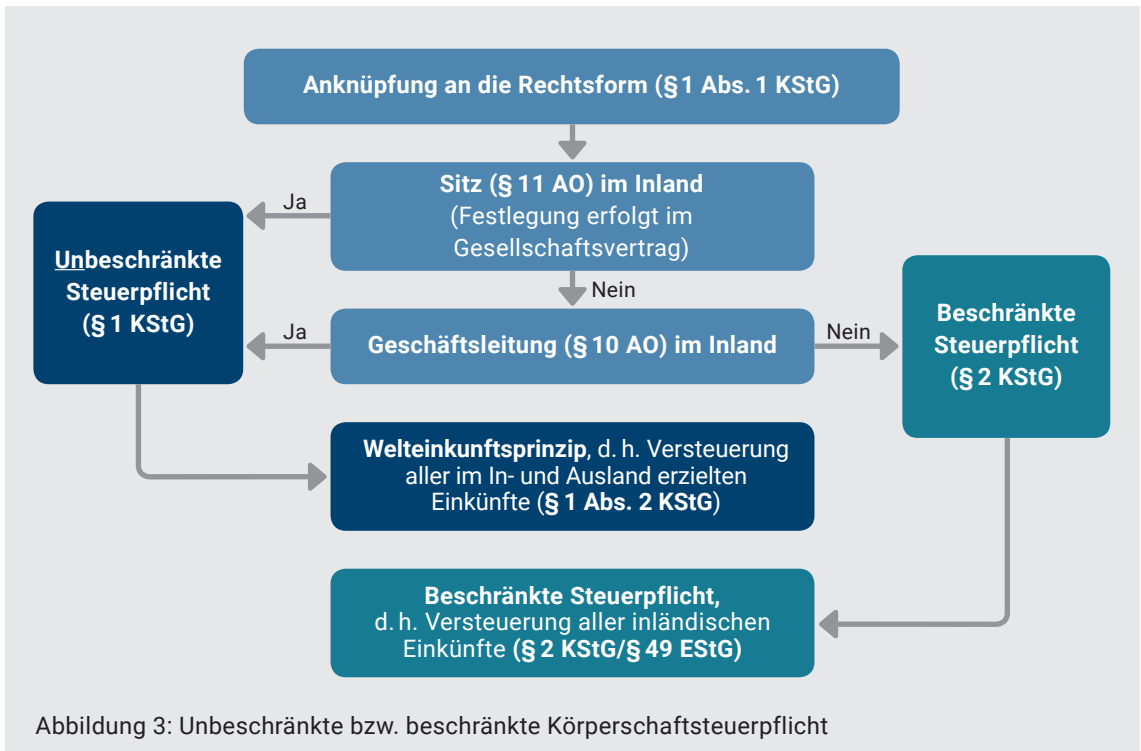 Anknüpfung an die Rechtsform (§ 1 Abs. 1 KStG)
Sitz (§ 11 AO) im Inland
(Festlegung erfolgt im
Gesellschaftsvertrag)
Ja
Nein
Unbeschränkte
Steuerpflicht
(§ 1 KStG)
Ja
Geschäftsleitung (§ 10 AO) im Inland
Nein
Beschränkte
Steuerpflicht
(§ 2 KStG)
Welteinkunftsprinzip, d. h. Versteuerung
aller im In- und Ausland erzielten
Einkünfte (§ 1 Abs. 2 KStG)
Beschränkte Steuerpflicht,
d. h. Versteuerung aller inländischen
Einkünfte (§ 2 KStG/§ 49 EStG)
Abbildung 3: Unbeschränkte bzw. beschränkte Körperschaftsteuerpflicht